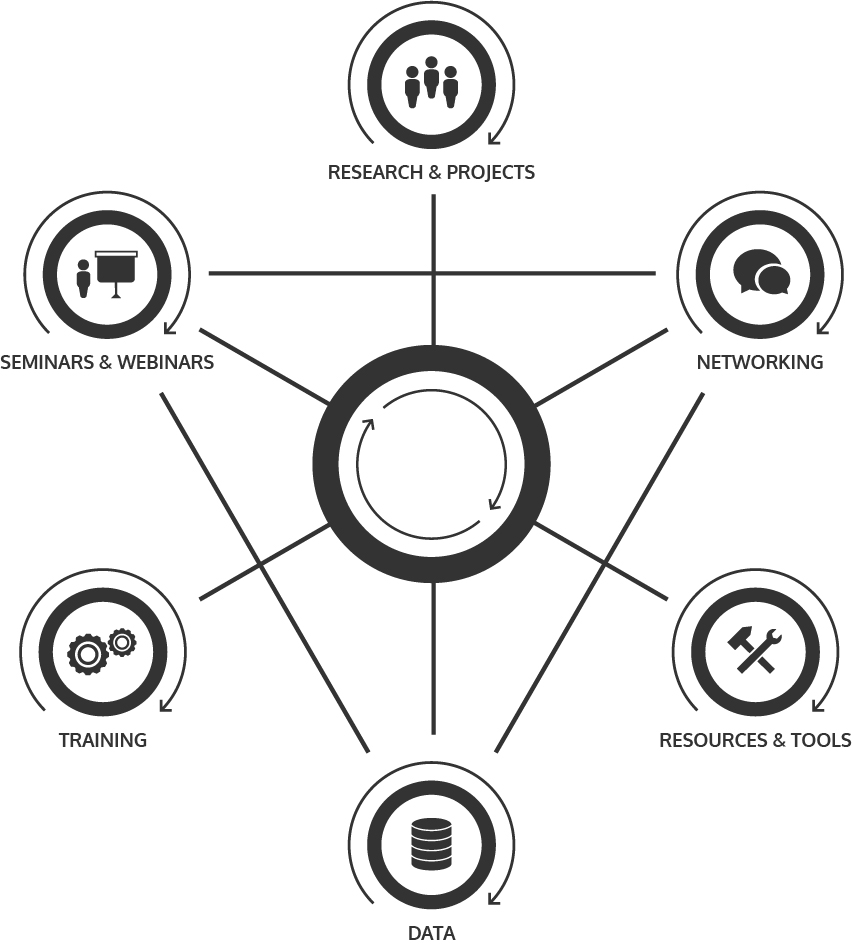 RESEARCH & PROJECTS
SEMINARS & WEBINARS
NETWORKING
TRAINING
RESOURCES & TOOLS
DATA